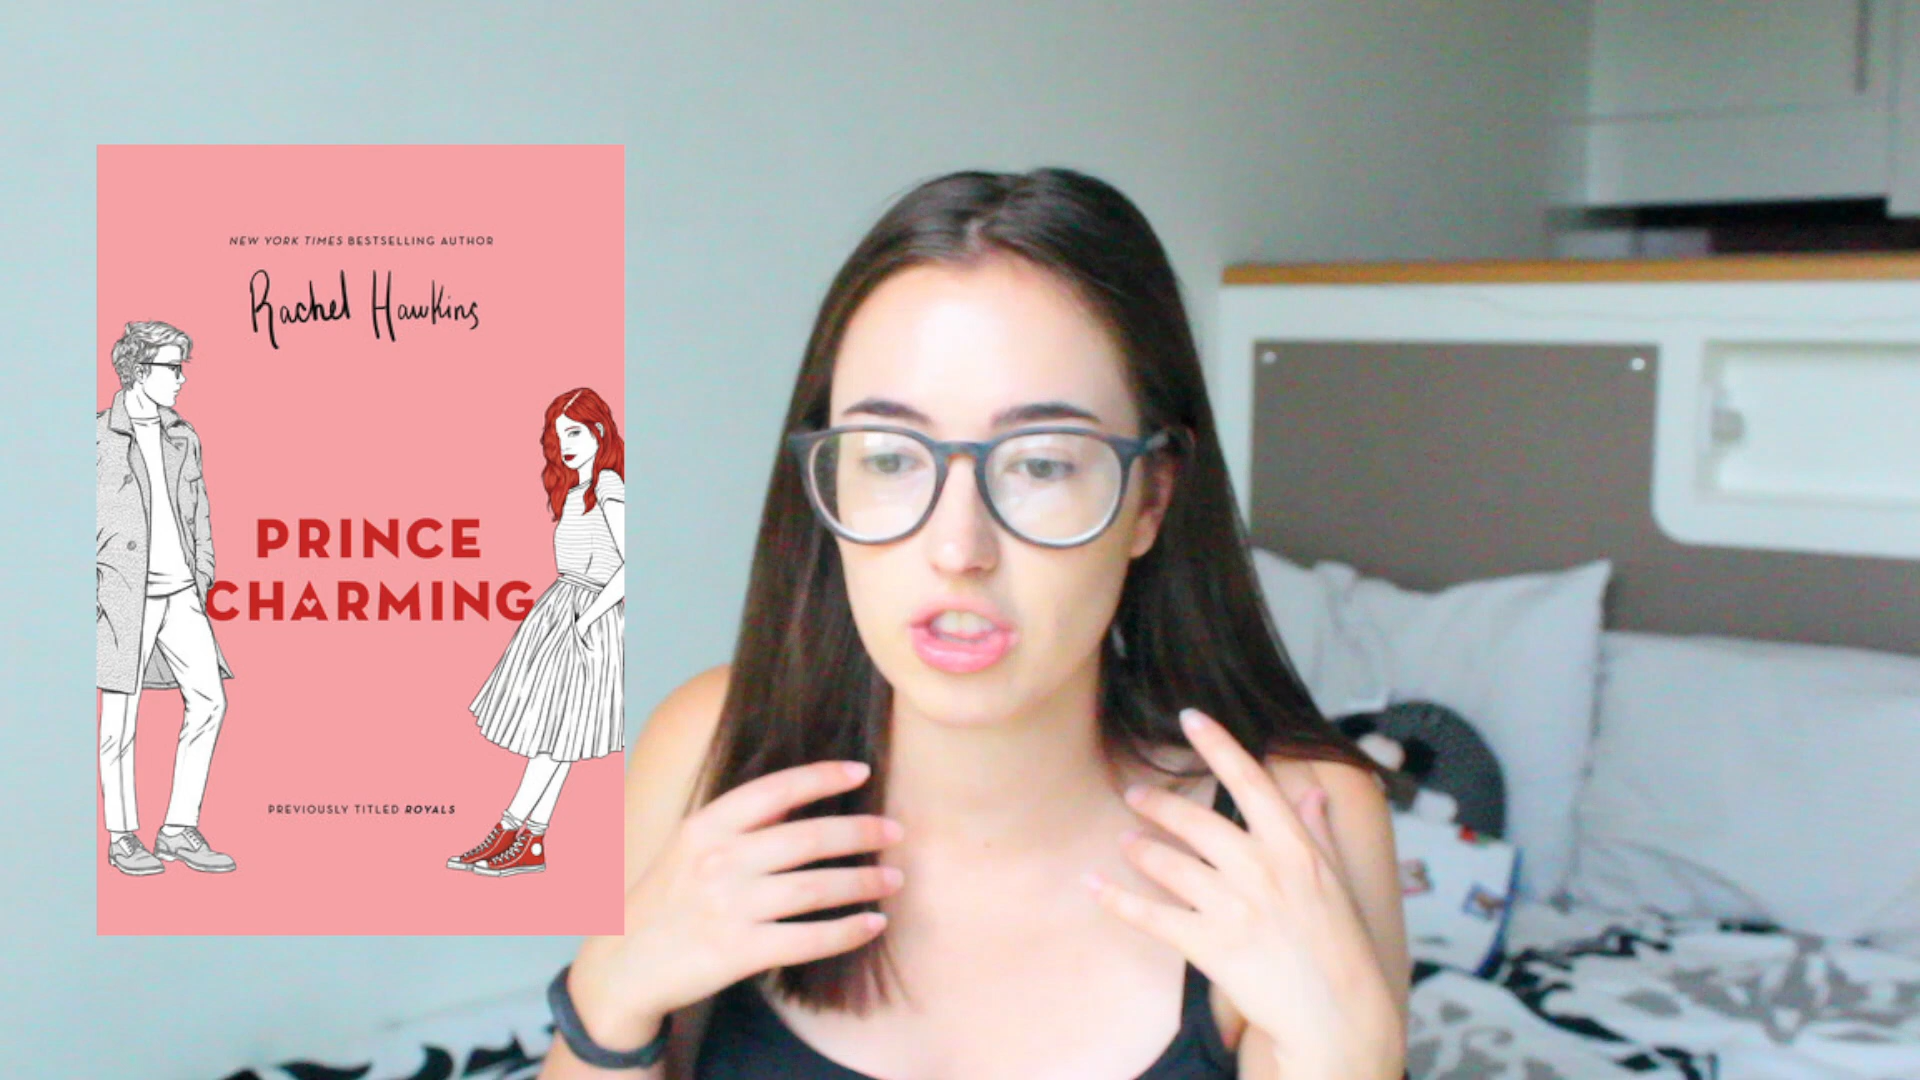 NEW YORK TIMES BESTSELLING AUTHOR
Rachel Hawkins
PRINCE
CHARMING
PREVIOUSLY TITLED ROYALS